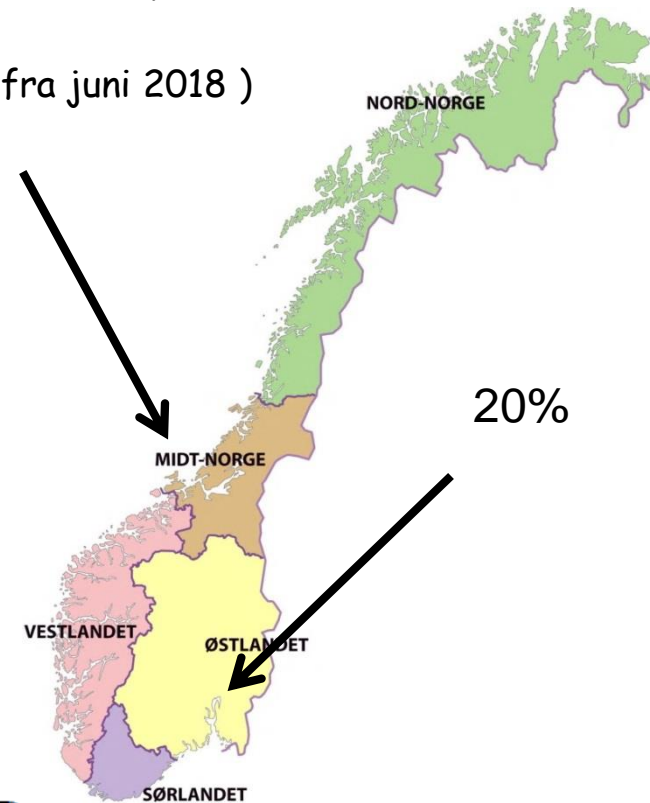 fra juni 2018 )
NORD-NORGE
20%
MIDT-NORGE
VESTLANDET
ØSTLANDET
SØRLANDET